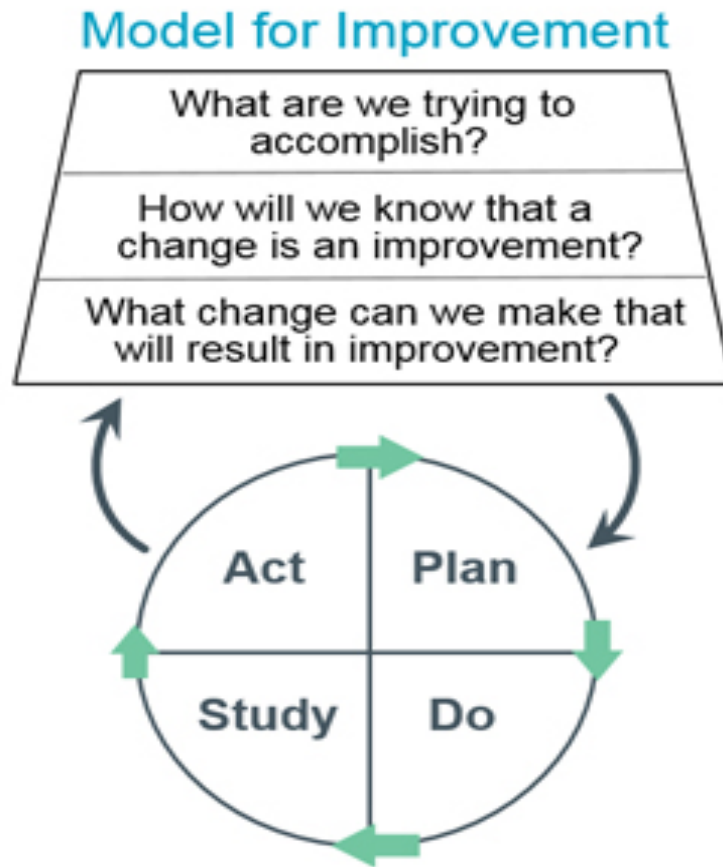 Model for Improvement
What are we trying to
accomplish?
How will we know that a
change is an improvement?
What change can we make that
will result in improvement?
Act
Plan
Study
Do